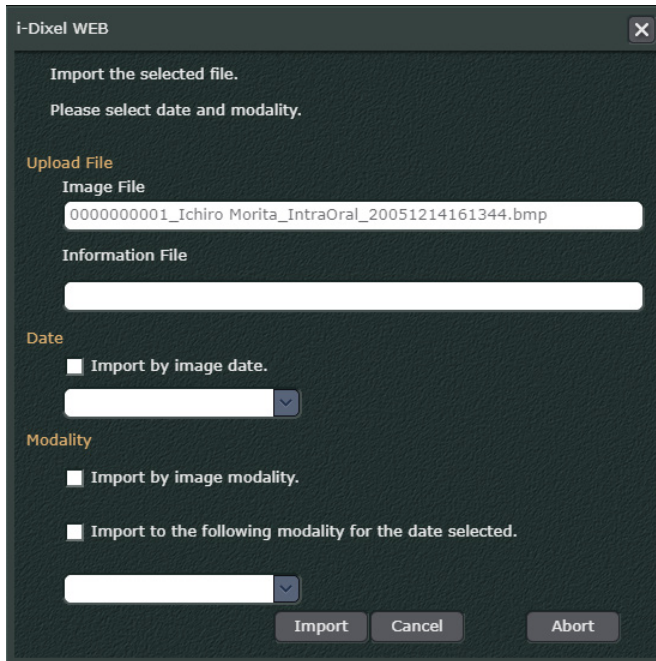 i-Dixel WEB
Import the selected file.
Please select date and modality.
Upload File
Image File
0000000001_Ichiro Morita_IntraOral_20051214161344.bmp
Information File
Date
Import by image date.
Modality
Import by image modality.
Import to the following modality for the date selected.
Import Cancel Abort